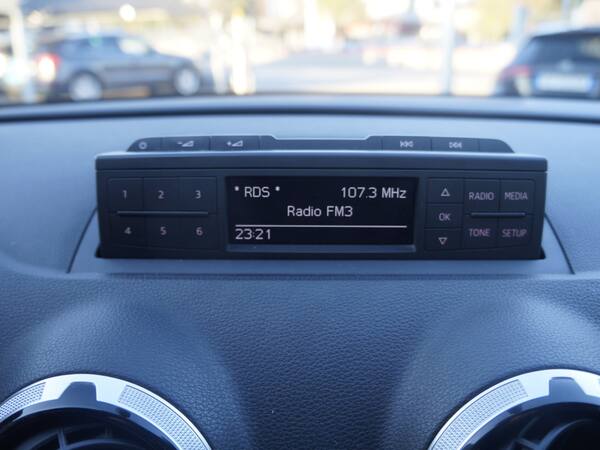 1 2 3
4 5 6
* RDS * 107.3 MHz
Radio FM3
23:21
OK
RADIO MEDIA
TONE SETUP